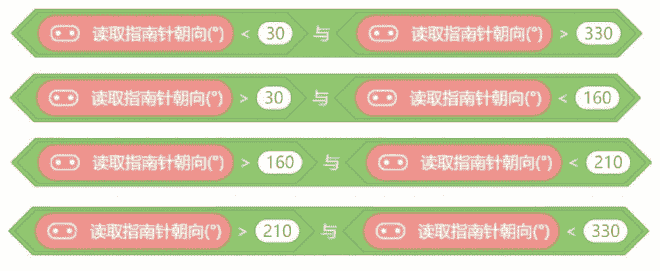 读取指南针朝向(°) < 30 与 读取指南针朝向(°) > 330
读取指南针朝向(°) > 30 与 读取指南针朝向(°) < 160
读取指南针朝向(°) > 160 与 读取指南针朝向(°) < 210
读取指南针朝向(°) > 210 与 读取指南针朝向(°) < 330